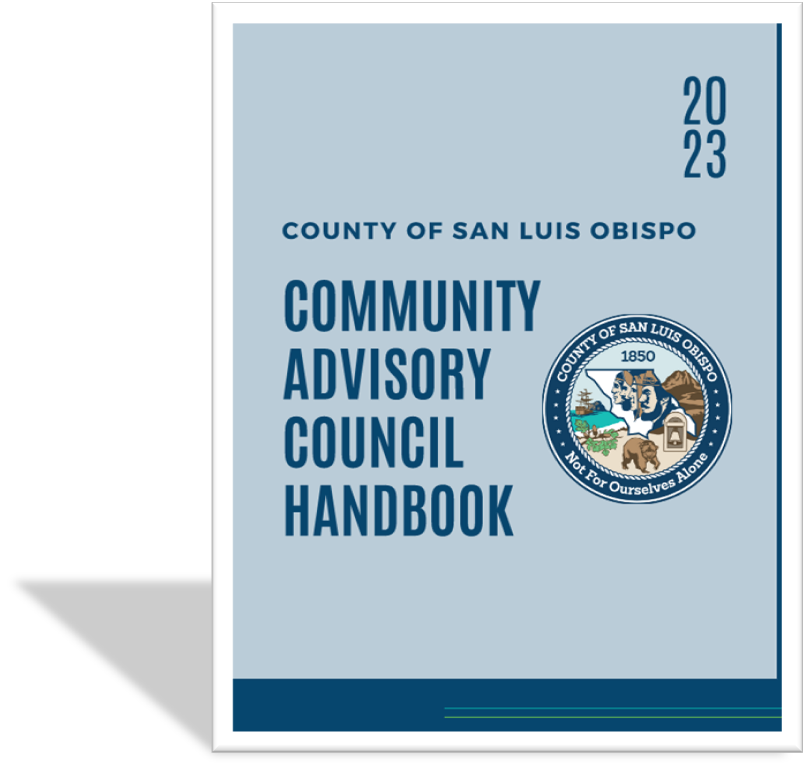 20
23
COUNTY OF SAN LUIS OBISPO
COMMUNITY
ADVISORY
COUNCIL
HANDBOOK
COUNTY OF SAN LUIS OBISPO
1850
Not For Ourselves Alone